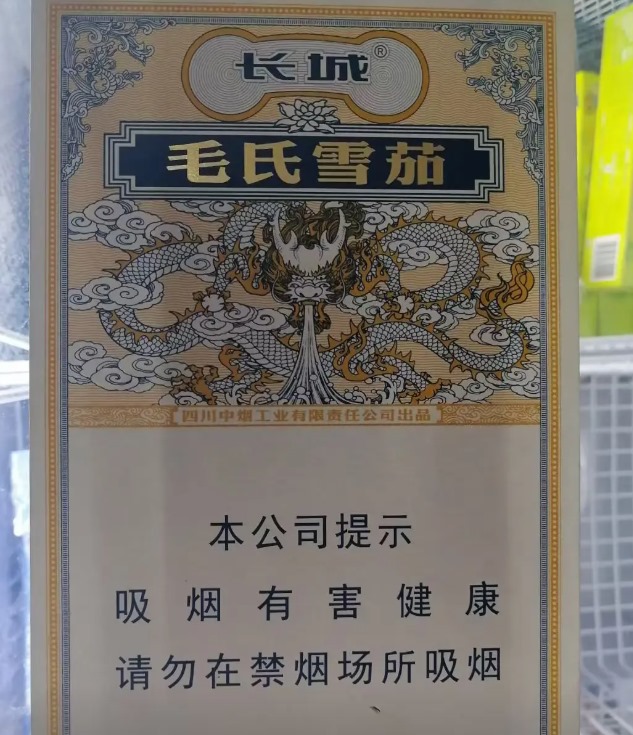 长城®
毛氏雪茄
四川中烟工业有限责任公司出品
本公司提示
吸烟有害健康
请勿在禁烟场所吸烟